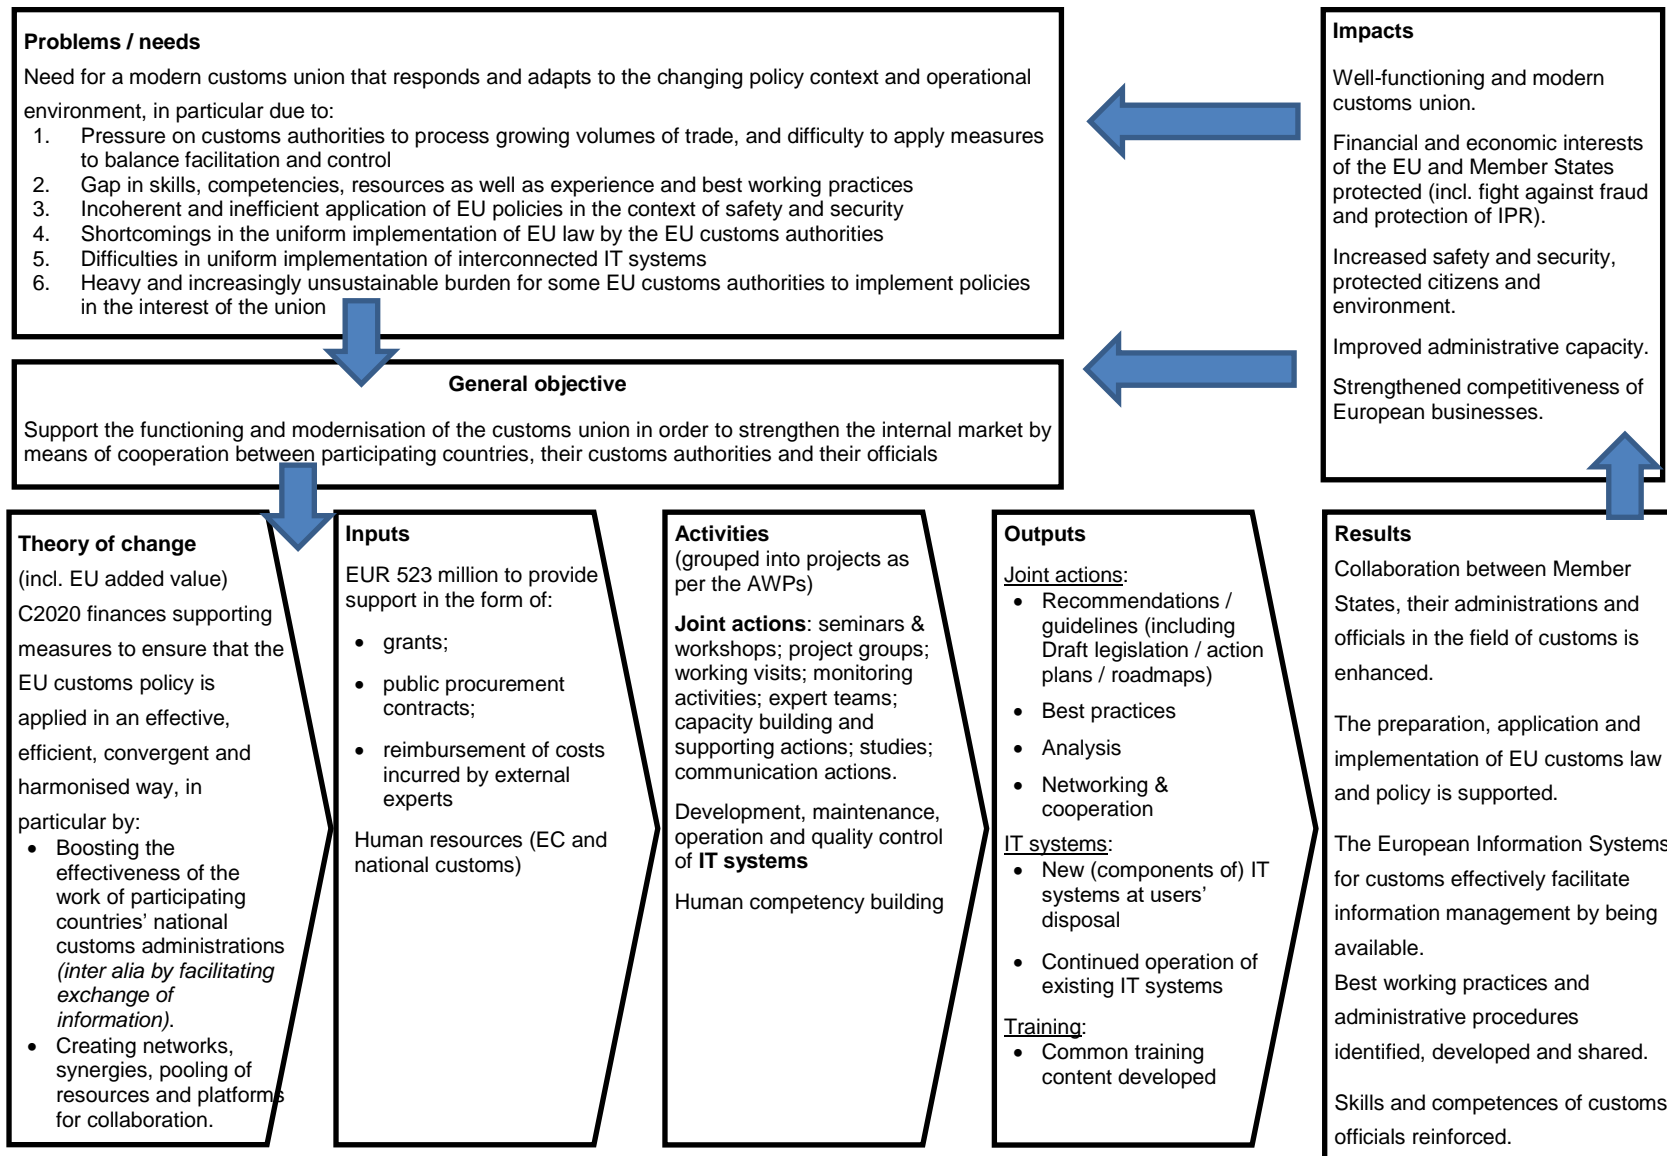 Problems / needs
Need for a modern customs union that responds and adapts to the changing policy context and operational
environment, in particular due to:
1. Pressure on customs authorities to process growing volumes of trade, and difficulty to apply measures
to balance facilitation and control
2. Gap in skills, competencies, resources as well as experience and best working practices
3. Incoherent and inefficient application of EU policies in the context of safety and security
4. Shortcomings in the uniform implementation of EU law by the EU customs authorities
5. Difficulties in uniform implementation of interconnected IT systems
6. Heavy and increasingly unsustainable burden for some EU customs authorities to implement policies
in the interest of the union
General objective
Support the functioning and modernisation of the customs union in order to strengthen the internal market by
means of cooperation between participating countries, their customs authorities and their officials
Theory of change
(incl. EU added value)
C2020 finances supporting
measures to ensure that the
EU customs policy is
applied in an effective,
efficient, convergent and
harmonised way, in
particular by:
• Boosting the
effectiveness of the
work of participating
countries' national
customs administrations
(inter alia by facilitating
exchange of
information).
• Creating networks,
synergies, pooling of
resources and platforms
for collaboration.
Inputs
EUR 523 million to provide
support in the form of:
• grants;
• public procurement
contracts;
• reimbursement of costs
incurred by external
experts
Human resources (EC and
national customs)
Activities
(grouped into projects as
per the AWPs)
Joint actions: seminars &
workshops; project groups;
working visits; monitoring
activities; expert teams;
capacity building and
supporting actions; studies;
communication actions.
Development, maintenance,
operation and quality control
of IT systems
Human competency building
Outputs
Joint actions:
• Recommendations /
guidelines (including
Draft legislation / action
plans / roadmaps)
• Best practices
• Analysis
• Networking &
cooperation
IT systems:
• New (components of) IT
systems at users'
disposal
• Continued operation of
existing IT systems
Training:
• Common training
content developed
Results
Collaboration between Member
States, their administrations and
officials in the field of customs is
enhanced.
The preparation, application and
implementation of EU customs law
and policy is supported.
The European Information Systems
for customs effectively facilitate
information management by being
available.
Best working practices and
administrative procedures
identified, developed and shared.
Skills and competences of customs
officials reinforced.
Impacts
Well-functioning and modern
customs union.
Financial and economic interests
of the EU and Member States
protected (incl. fight against fraud
and protection of IPR).
Increased safety and security,
protected citizens and
environment.
Improved administrative capacity.
Strengthened competitiveness of
European businesses.